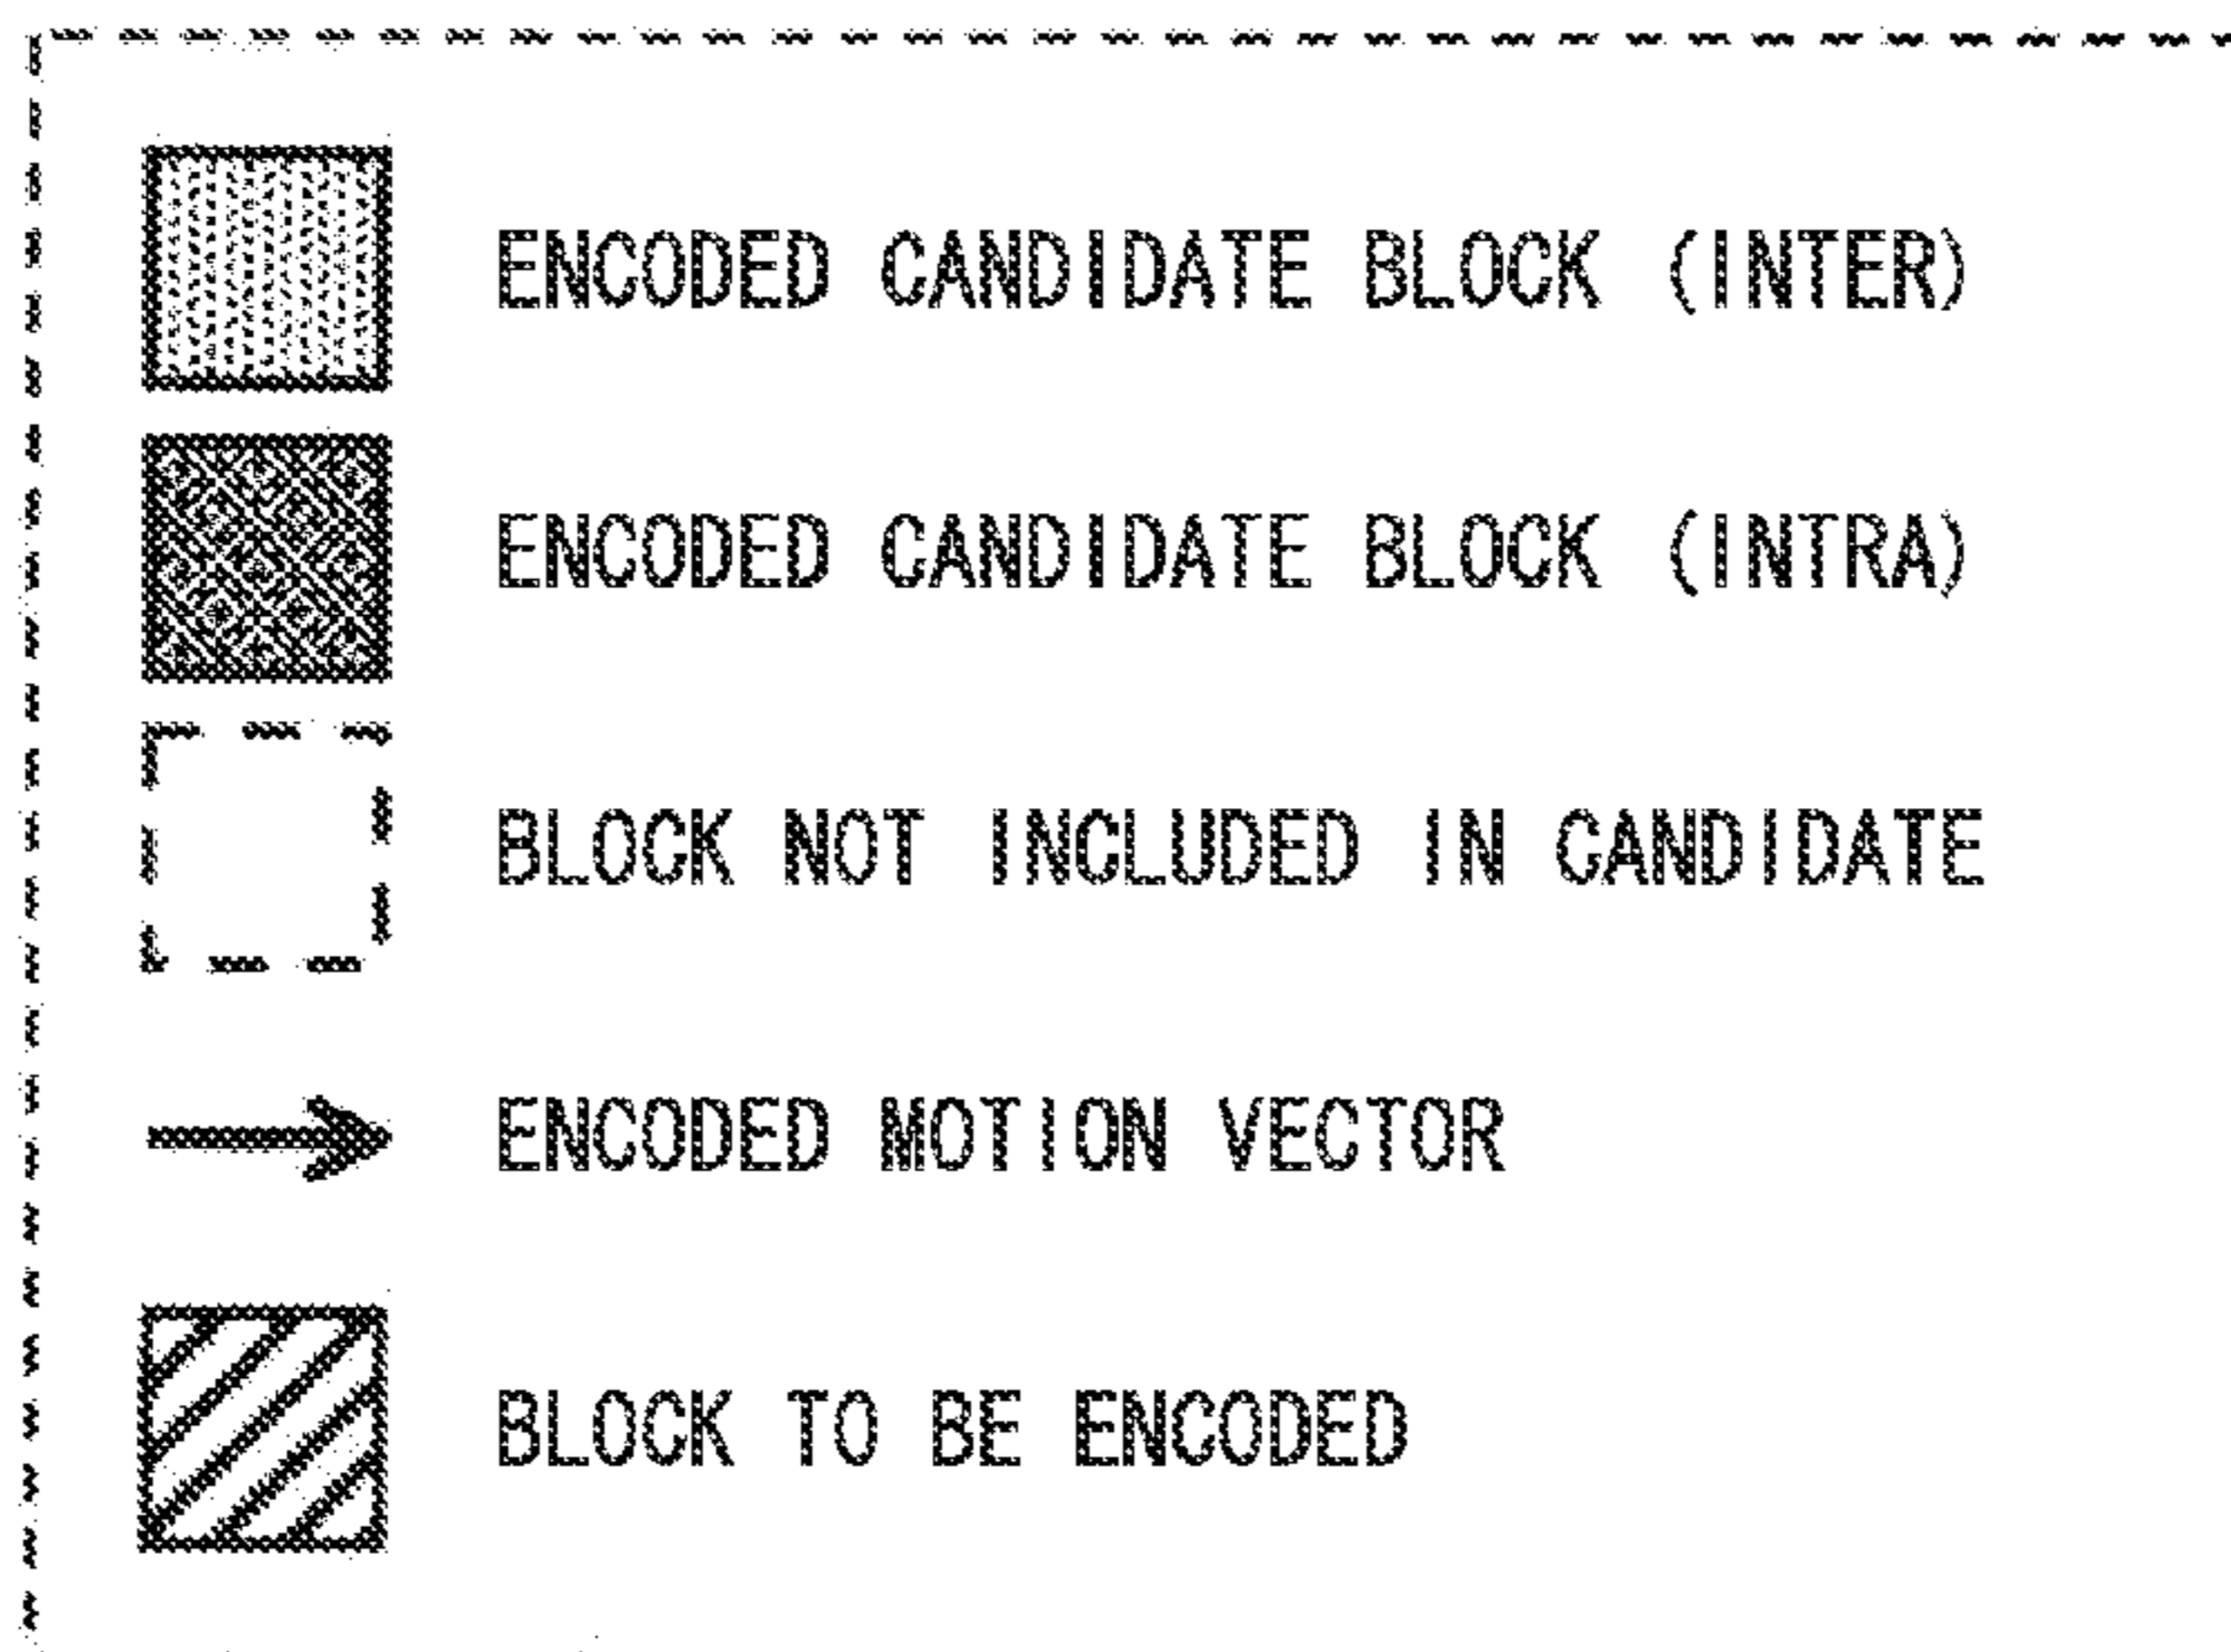 ENCODED CANDIDATE BLOCK (INTER)
ENCODED CANDIDATE BLOCK (INTRA)
BLOCK NOT INCLUDED IN CANDIDATE
ENCODED MOTION VECTOR
BLOCK TO BE ENCODED